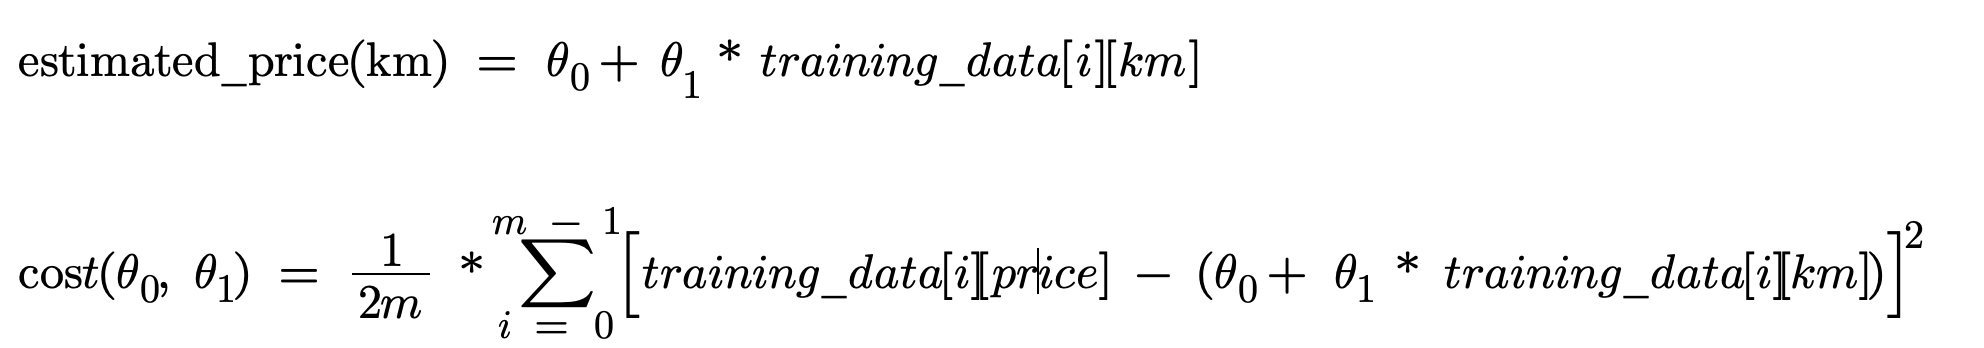 estimated_price(km) = θ₀ + θ₁ * training_data[i][km]
cost(θ₀, θ₁) = 1/2m * ∑_{i = 0}^{m − 1} [training_data[i][price] − (θ₀ + θ₁ * training_data[i][km])]²